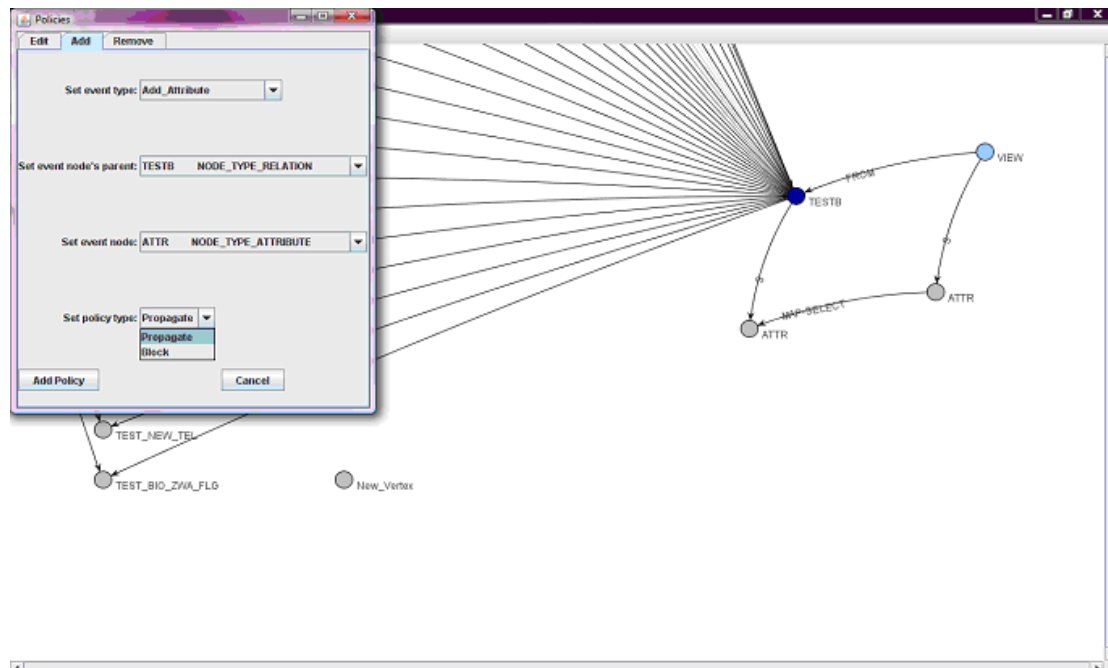 Policies
Edit Add Remove
Set event type: Add_Attribute
Set event node's parent: TESTB NODE_TYPE_RELATION
Set event node: ATTR NODE_TYPE_ATTRIBUTE
Set policy type: Propagate
Propagate
Block
Add Policy Cancel
VIEW
FROM
TESTB
S
S
ATTR
MAP-SELECT
ATTR
TEST_NEW_TEL
TEST_BIO_ZWA_FLG
New_Vertex